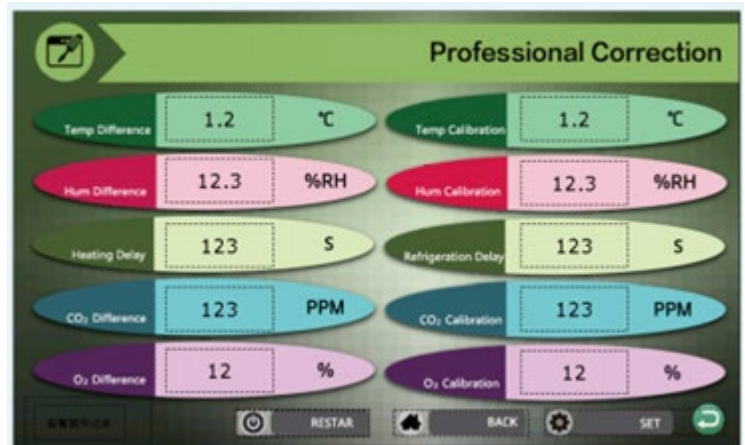 Professional Correction
Temp Difference 1.2 ℃ Temp Calibration 1.2 ℃
Hum Difference 12.3 %RH Hum Calibration 12.3 %RH
Heating Delay 123 S Refrigeration Delay 123 S
CO₂ Difference 123 PPM CO₂ Calibration 123 PPM
O₂ Difference 12 % O₂ Calibration 12 %
RESTAR BACK SET